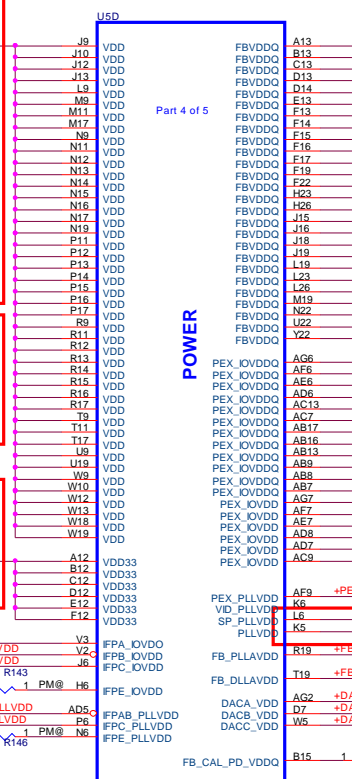 U5D
J9 VDD FBVDDQ A13
J10 VDD FBVDDQ B13
J12 VDD FBVDDQ C13
J13 VDD FBVDDQ D13
L9 VDD FBVDDQ D14
M9 VDD FBVDDQ E13
M11 VDD Part 4 of 5 FBVDDQ F13
M17 VDD FBVDDQ F14
N9 VDD FBVDDQ F15
N11 VDD FBVDDQ F16
N12 VDD FBVDDQ F17
N13 VDD FBVDDQ F19
N14 VDD FBVDDQ F22
N15 VDD FBVDDQ H23
N16 VDD FBVDDQ H26
N17 VDD FBVDDQ J15
N19 VDD FBVDDQ J16
P11 VDD FBVDDQ J18
P12 VDD FBVDDQ J19
P13 VDD FBVDDQ L19
P14 VDD FBVDDQ L23
P15 VDD FBVDDQ L26
P16 VDD FBVDDQ M19
P17 VDD FBVDDQ N22
R9 VDD FBVDDQ U22
R11 VDD FBVDDQ Y22
R12 VDD
POWER
R13 VDD PEX_IOVDDQ AG6
R14 VDD PEX_IOVDDQ AF6
R15 VDD PEX_IOVDDQ AE6
R16 VDD PEX_IOVDDQ AD6
R17 VDD PEX_IOVDDQ AC13
T9 VDD PEX_IOVDDQ AC7
T11 VDD PEX_IOVDDQ AB17
T17 VDD PEX_IOVDDQ AB16
U9 VDD PEX_IOVDDQ AB13
U19 VDD PEX_IOVDDQ AB9
W9 VDD PEX_IOVDDQ AB8
W10 VDD PEX_IOVDDQ AB7
W12 VDD PEX_IOVDD AG7
W13 VDD PEX_IOVDD AF7
W18 VDD PEX_IOVDD AE7
W19 VDD PEX_IOVDD AD8
PEX_IOVDD AD7
A12 VDD33 PEX_IOVDD AC9
B12 VDD33
C12 VDD33
D12 VDD33 PEX_PLLVDD AF9 +PE
E12 VDD33 VID_PLLVDD K6
F12 VDD33 SP_PLLVDD L6
PLLVDD K5
V3 IFPA_IOVDO
VDD V2 IFPB_IOVDD FB_PLLAVDD R19 +FE
VDD J6 IFPC_IOVDD
R143 FB_DLLAVDD T19 +FE
1 PM@ H6 IFPE_IOVDD
DACA_VDD AG2 +DA
LVDD AD5 IFPAB_PLLVDD DACB_VDD D7 +DA
LVDD P6 IFPC_PLLVDD DACC_VDD W5 +DA
1 PM@ N6 IFPE_PLLVDD
R146
FB_CAL_PD_VDDQ B15 1